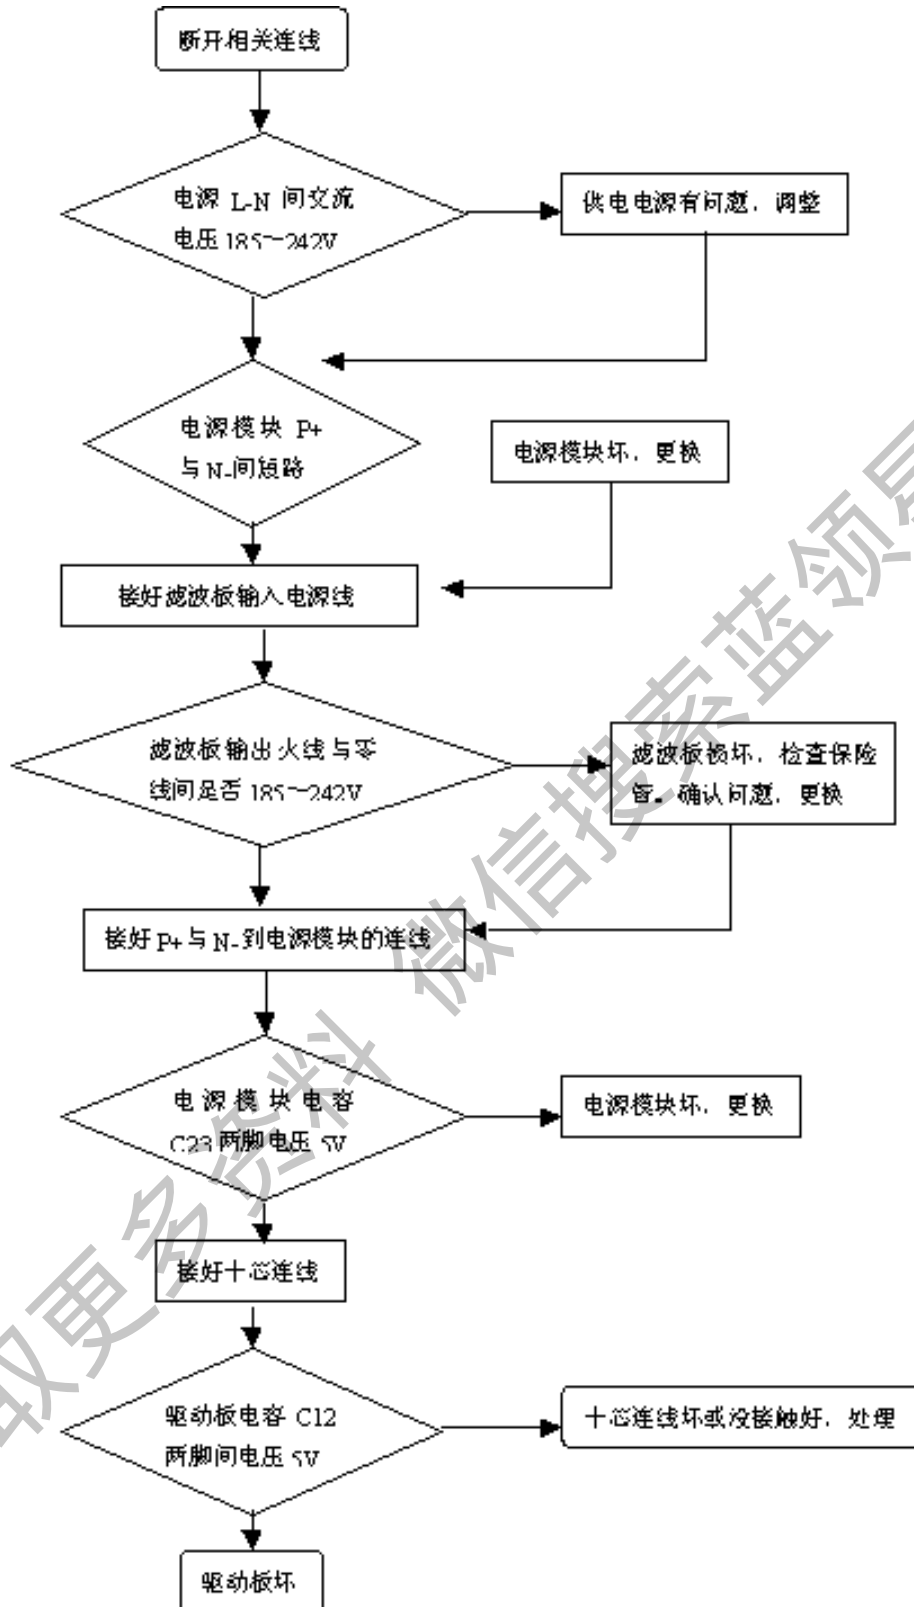 断开相关连线
电源 L-N 间交流
电压 185~242V
供电电源有问题，调整
电源模块 P+
与 N-间短路
电源模块坏，更换
接好滤波板输入电源线
滤波板输出火线与零
线间是否 185~242V
滤波板损坏，检查保险
管。确认问题，更换
接好 P+与 N-到电源模块的连线
电源模块电容
C23 两脚电压 5V
电源模块坏，更换
接好十芯连线
驱动板电容 C12
两脚间电压 5V
十芯连线坏或没接触好，处理
驱动板坏
取更多资料 微信搜索蓝领星